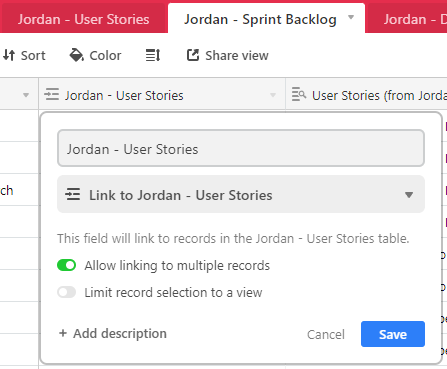 Jordan - User Stories
Jordan - Sprint Backlog
Jordan - D
Sort
Color
Share view
Jordan - User Stories
User Stories (from Jorda
Jordan - User Stories
Link to Jordan - User Stories
ch
This field will link to records in the Jordan - User Stories table.
Allow linking to multiple records
Limit record selection to a view
+ Add description
Cancel
Save